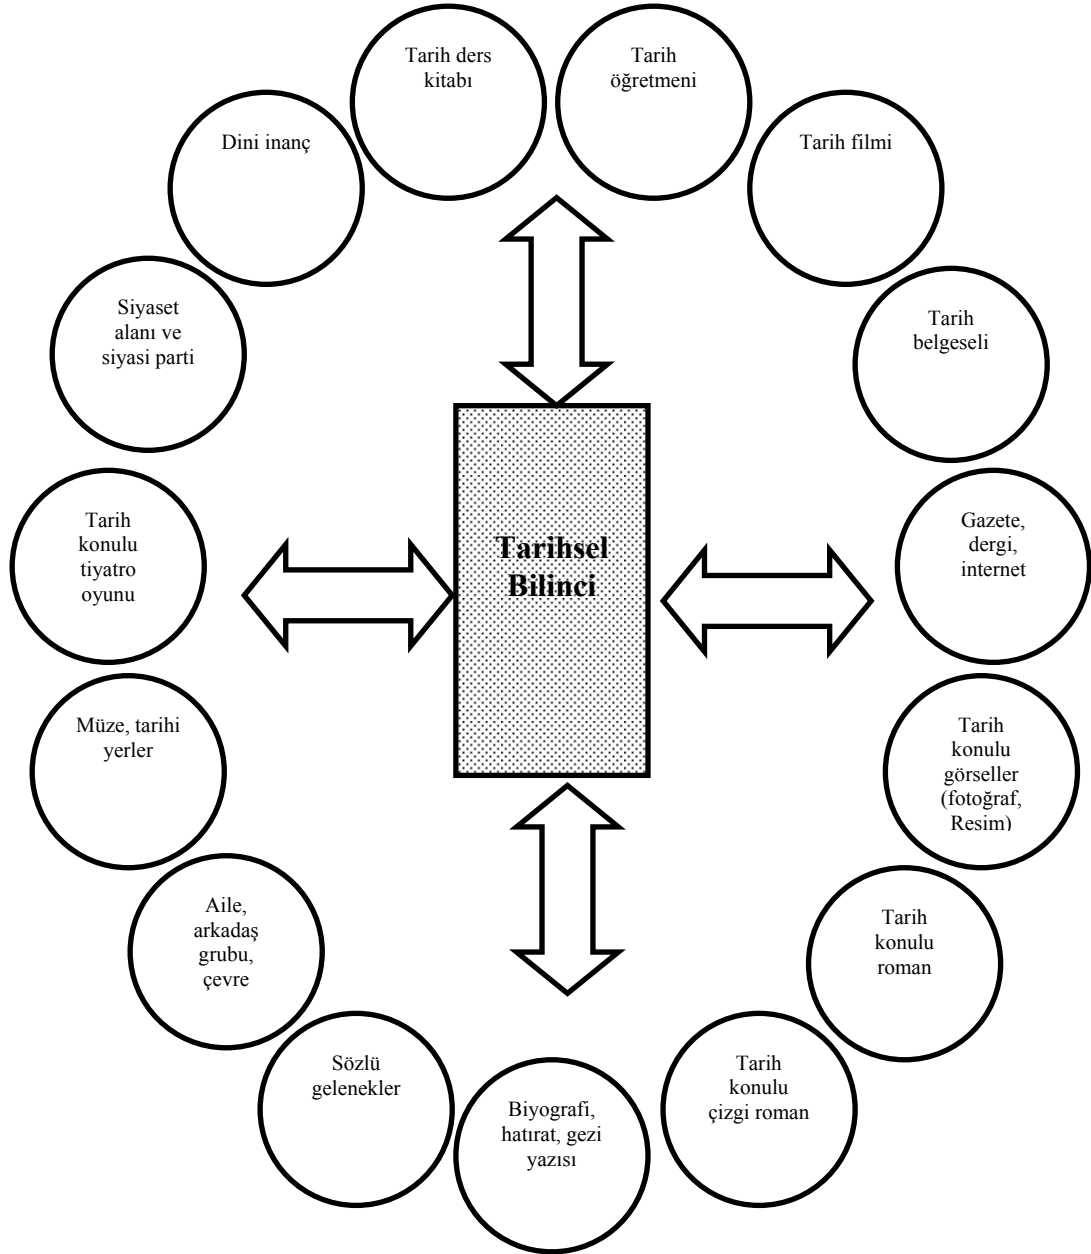 Tarih ders
kitabı
Tarih
öğretmeni
Dini inanç
Tarih filmi
Siyaset
alanı ve
siyasi parti
Tarih
belgeseli
Tarih
konulu
tiyatro
oyunu
Tarihsel
Bilinci
Gazete,
dergi,
internet
Müze, tarihi
yerler
Tarih
konulu
görseller
(fotoğraf,
Resim)
Aile,
arkadaş
grubu,
çevre
Tarih
konulu
roman
Sözlü
gelenekler
Biyografi,
hatırat, gezi
yazısı
Tarih
konulu
çizgi roman